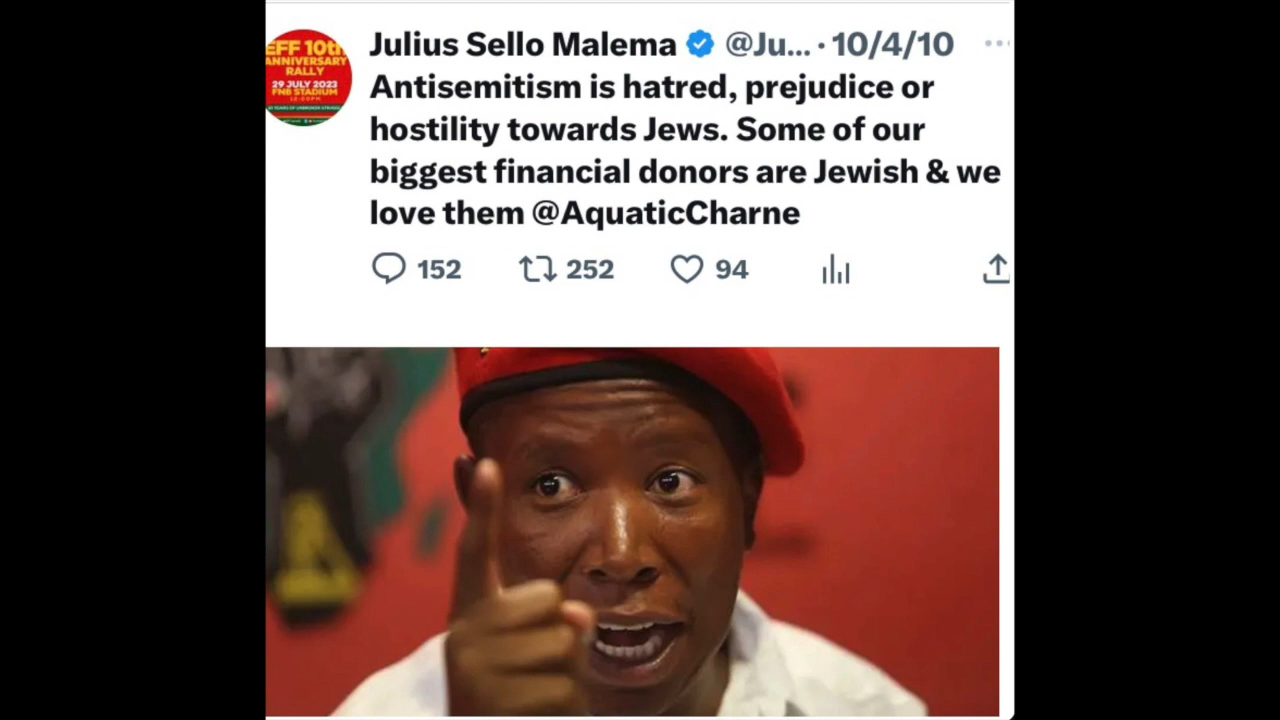 EFF 10th
ANNIVERSARY
RALLY
29 JULY 2023
FNB STADIUM
Julius Sello Malema @Ju... · 10/4/10
Antisemitism is hatred, prejudice or
hostility towards Jews. Some of our
biggest financial donors are Jewish & we
love them @AquaticCharne
152 252 94